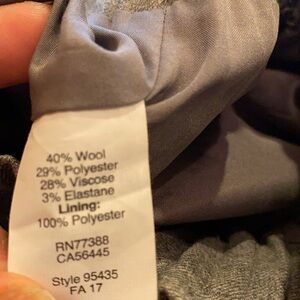 40% Wool
29% Polyester
28% Viscose
3% Elastane
Lining:
100% Polyester
RN77388
CA56445
Style 95435
FA 17